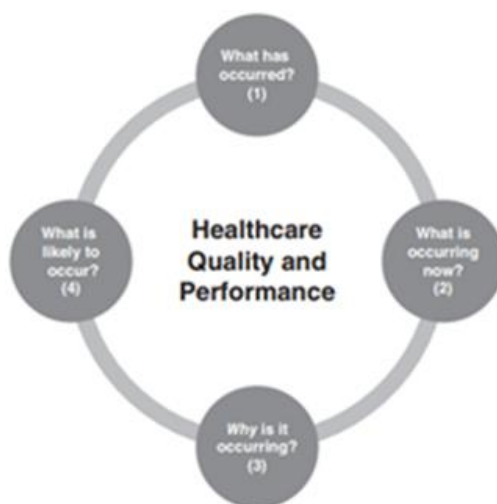 What has
occurred?
(1)
What is
likely to
occur?
(4)
Healthcare
Quality and
Performance
What is
occurring
now?
(2)
Why is it
occurring?
(3)